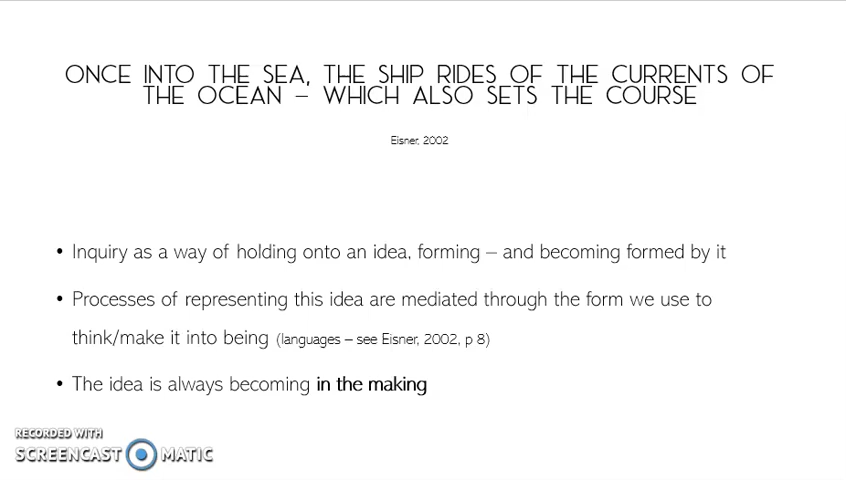 ONCE INTO THE SEA, THE SHIP RIDES OF THE CURRENTS OF
THE OCEAN – WHICH ALSO SETS THE COURSE
Eisner, 2002
• Inquiry as a way of holding onto an idea, forming – and becoming formed by it
• Processes of representing this idea are mediated through the form we use to
think/make it into being (languages – see Eisner, 2002, p 8)
• The idea is always becoming in the making
RECORDED WITH
SCREENCAST MATIC